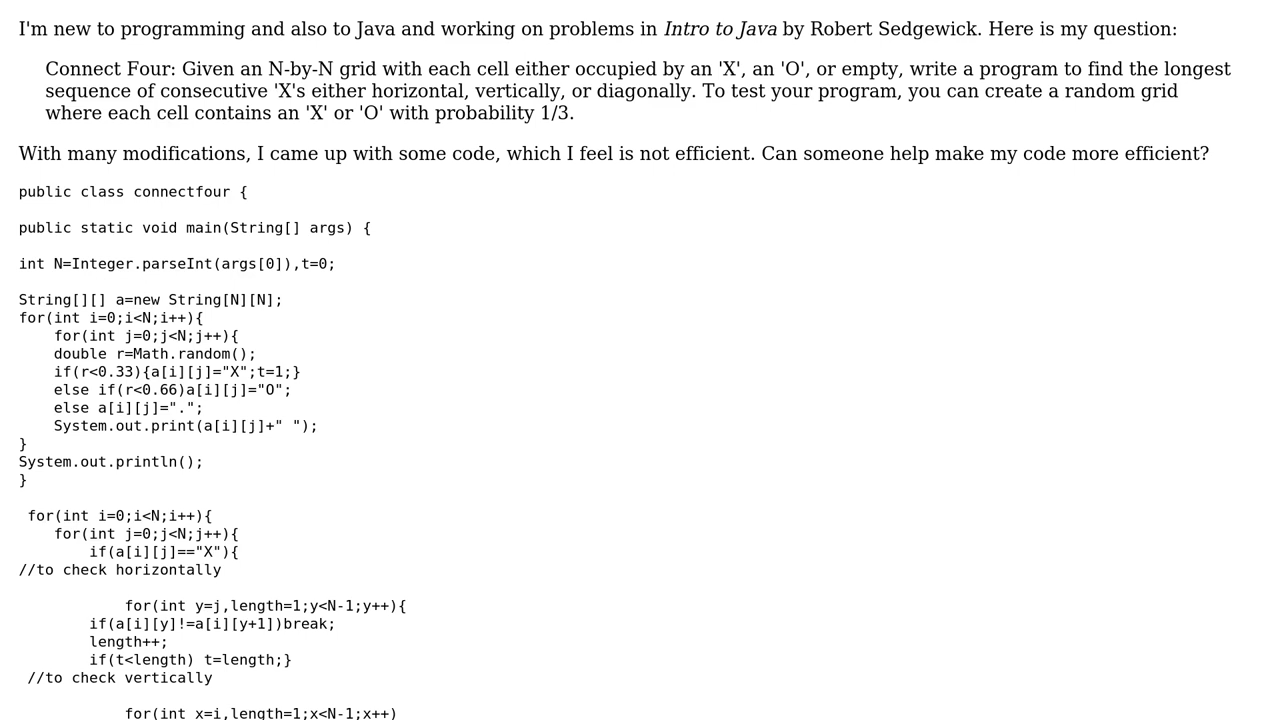 I'm new to programming and also to Java and working on problems in Intro to Java by Robert Sedgewick. Here is my question:
Connect Four: Given an N-by-N grid with each cell either occupied by an 'X', an 'O', or empty, write a program to find the longest
sequence of consecutive 'X's either horizontal, vertically, or diagonally. To test your program, you can create a random grid
where each cell contains an 'X' or 'O' with probability 1/3.
With many modifications, I came up with some code, which I feel is not efficient. Can someone help make my code more efficient?
public class connectfour {
public static void main(String[] args) {
int N=Integer.parseInt(args[0]),t=0;
String[][] a=new String[N][N];
for(int i=0;i<N;i++){
    for(int j=0;j<N;j++){
    double r=Math.random();
    if(r<0.33){a[i][j]="X";t=1;}
    else if(r<0.66)a[i][j]="O";
    else a[i][j]=".";
    System.out.print(a[i][j]+" ");
}
System.out.println();
}
 for(int i=0;i<N;i++){
    for(int j=0;j<N;j++){
        if(a[i][j]=="X"){
//to check horizontally
            for(int y=j,length=1;y<N-1;y++){
        if(a[i][y]!=a[i][y+1])break;
        length++;
        if(t<length) t=length;}
 //to check vertically
            for(int x=i,length=1;x<N-1;x++)